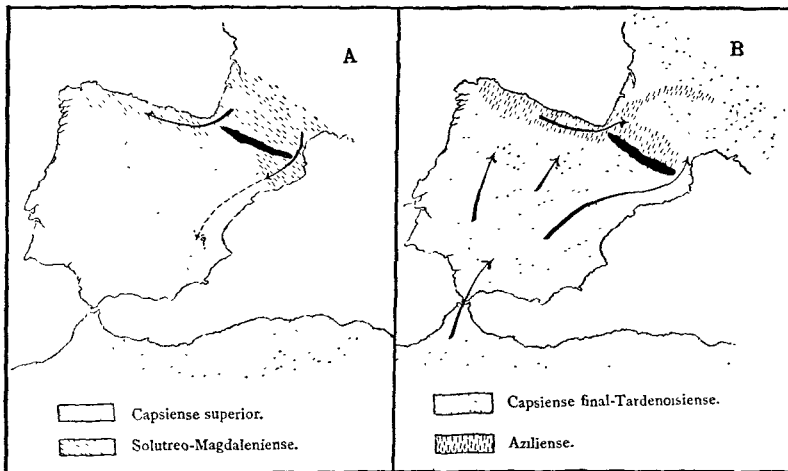 A
Capsiense superior.
Solutreo-Magdaleniense.
B
Capsiense final-Tardenoisiense.
Aziliense.